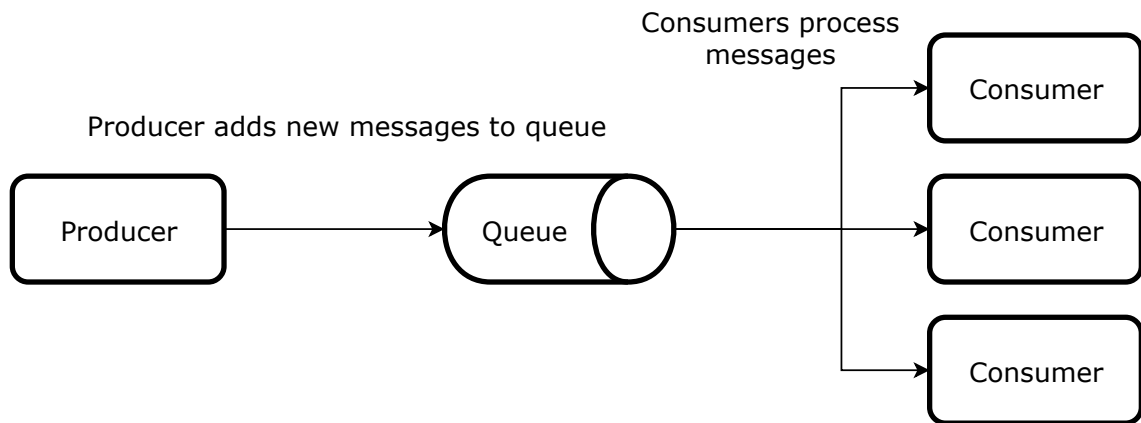 Consumers process
messages
Consumer
Producer adds new messages to queue
Producer
Queue
Consumer
Consumer